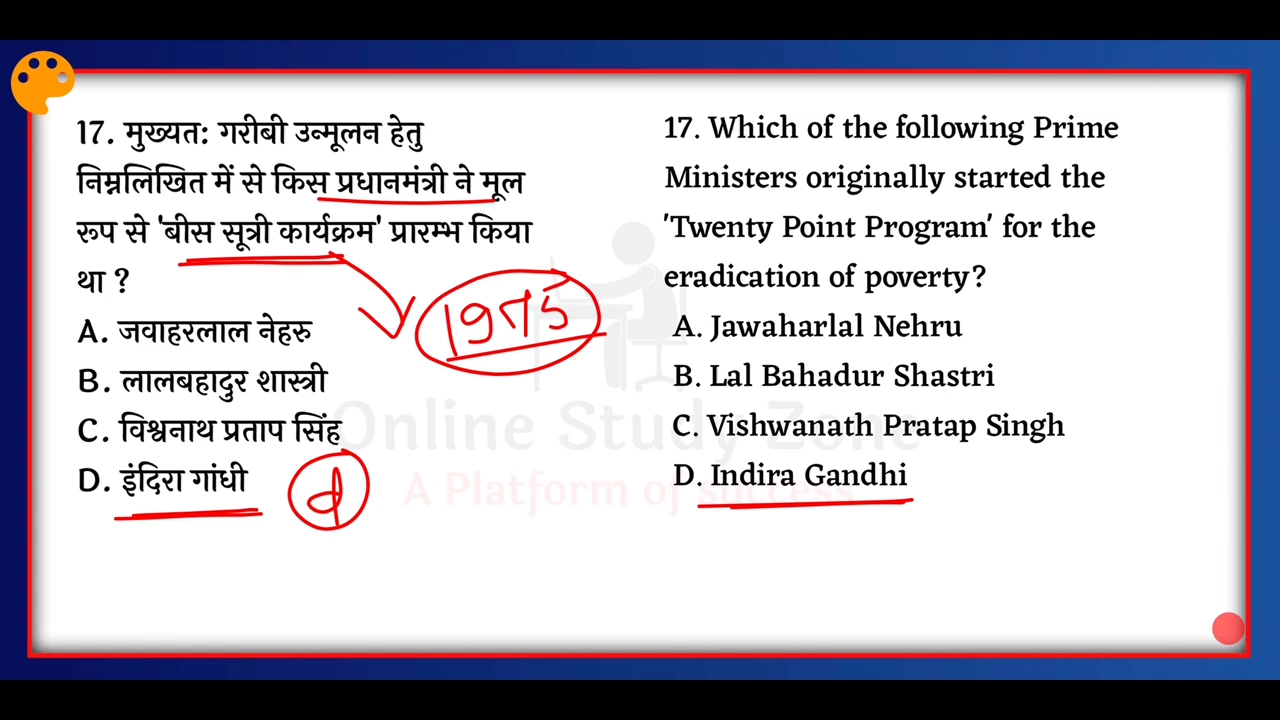 17. मुख्यत: गरीबी उन्मूलन हेतु
निम्नलिखित में से किस प्रधानमंत्री ने मूल
रूप से 'बीस सूत्री कार्यक्रम' प्रारम्भ किया
था ?
A. जवाहरलाल नेहरु
B. लालबहादुर शास्त्री
C. विश्वनाथ प्रताप सिंह
D. इंदिरा गांधी
d
1975
17. Which of the following Prime
Ministers originally started the
'Twenty Point Program' for the
eradication of poverty?
A. Jawaharlal Nehru
B. Lal Bahadur Shastri
C. Vishwanath Pratap Singh
D. Indira Gandhi
Online Study Zone
A Platform of success